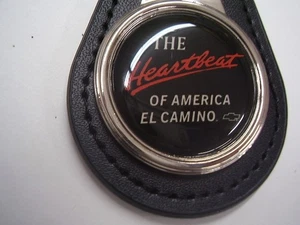 THE
Heartbeat
OF AMERICA
EL CAMINO.